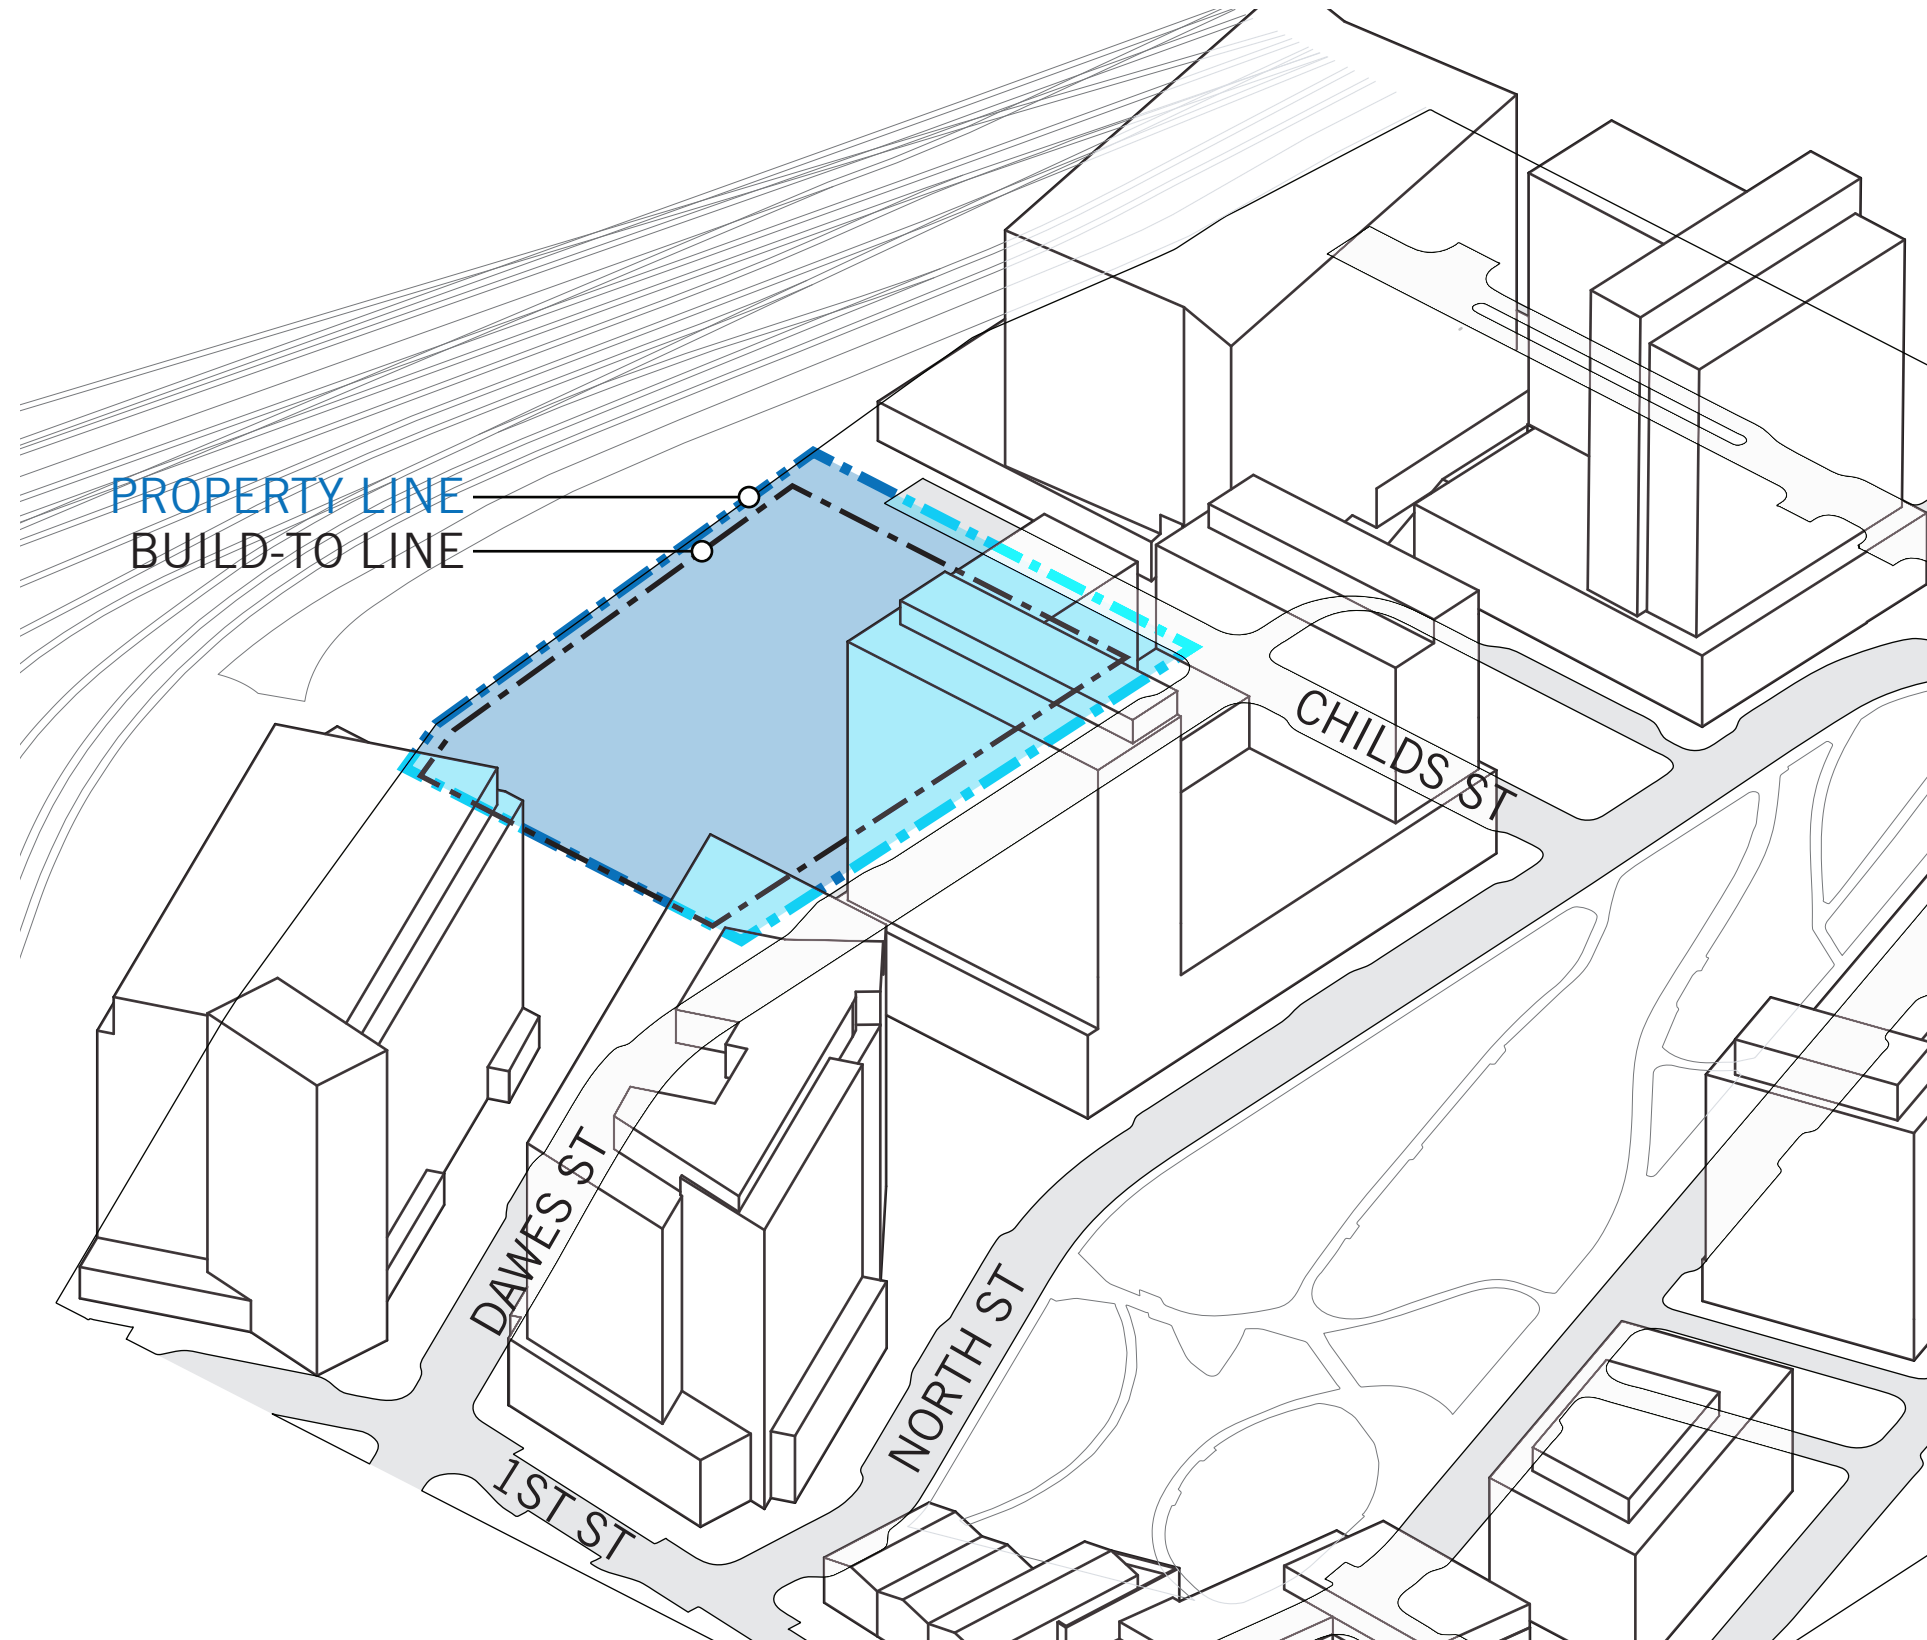 PROPERTY LINE
BUILD-TO LINE
CHILDS ST
DAWES ST
NORTH ST
1ST ST